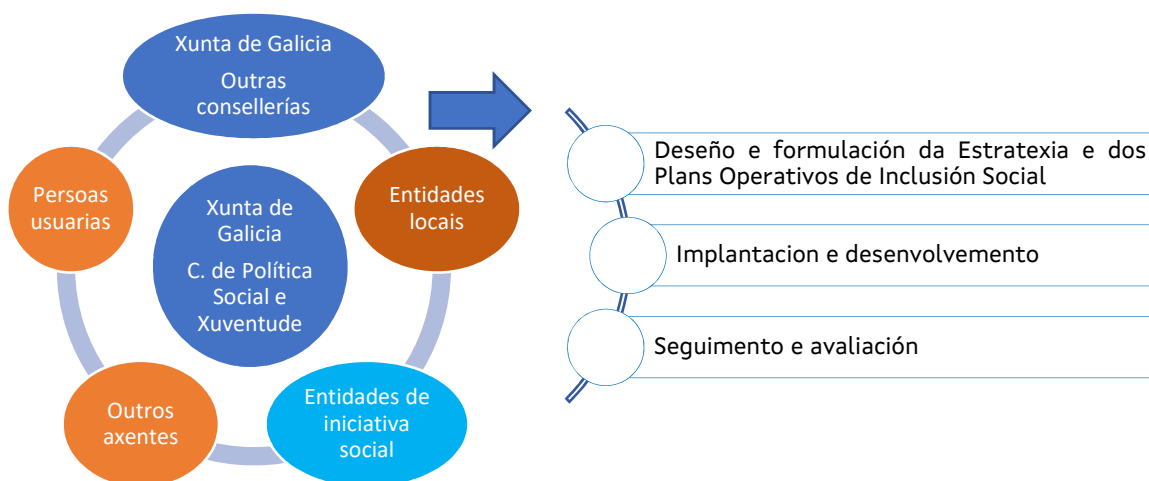 Xunta de Galicia
Outras
consellerías
Persoas
usuarias
Xunta de
Galicia
C. de Política
Social e
Xuventude
Entidades
locais
Outros
axentes
Entidades de
iniciativa
social
Deseño e formulación da Estratexia e dos
Plans Operativos de Inclusión Social
Implantacion e desenvolvemento
Seguimento e avaliación